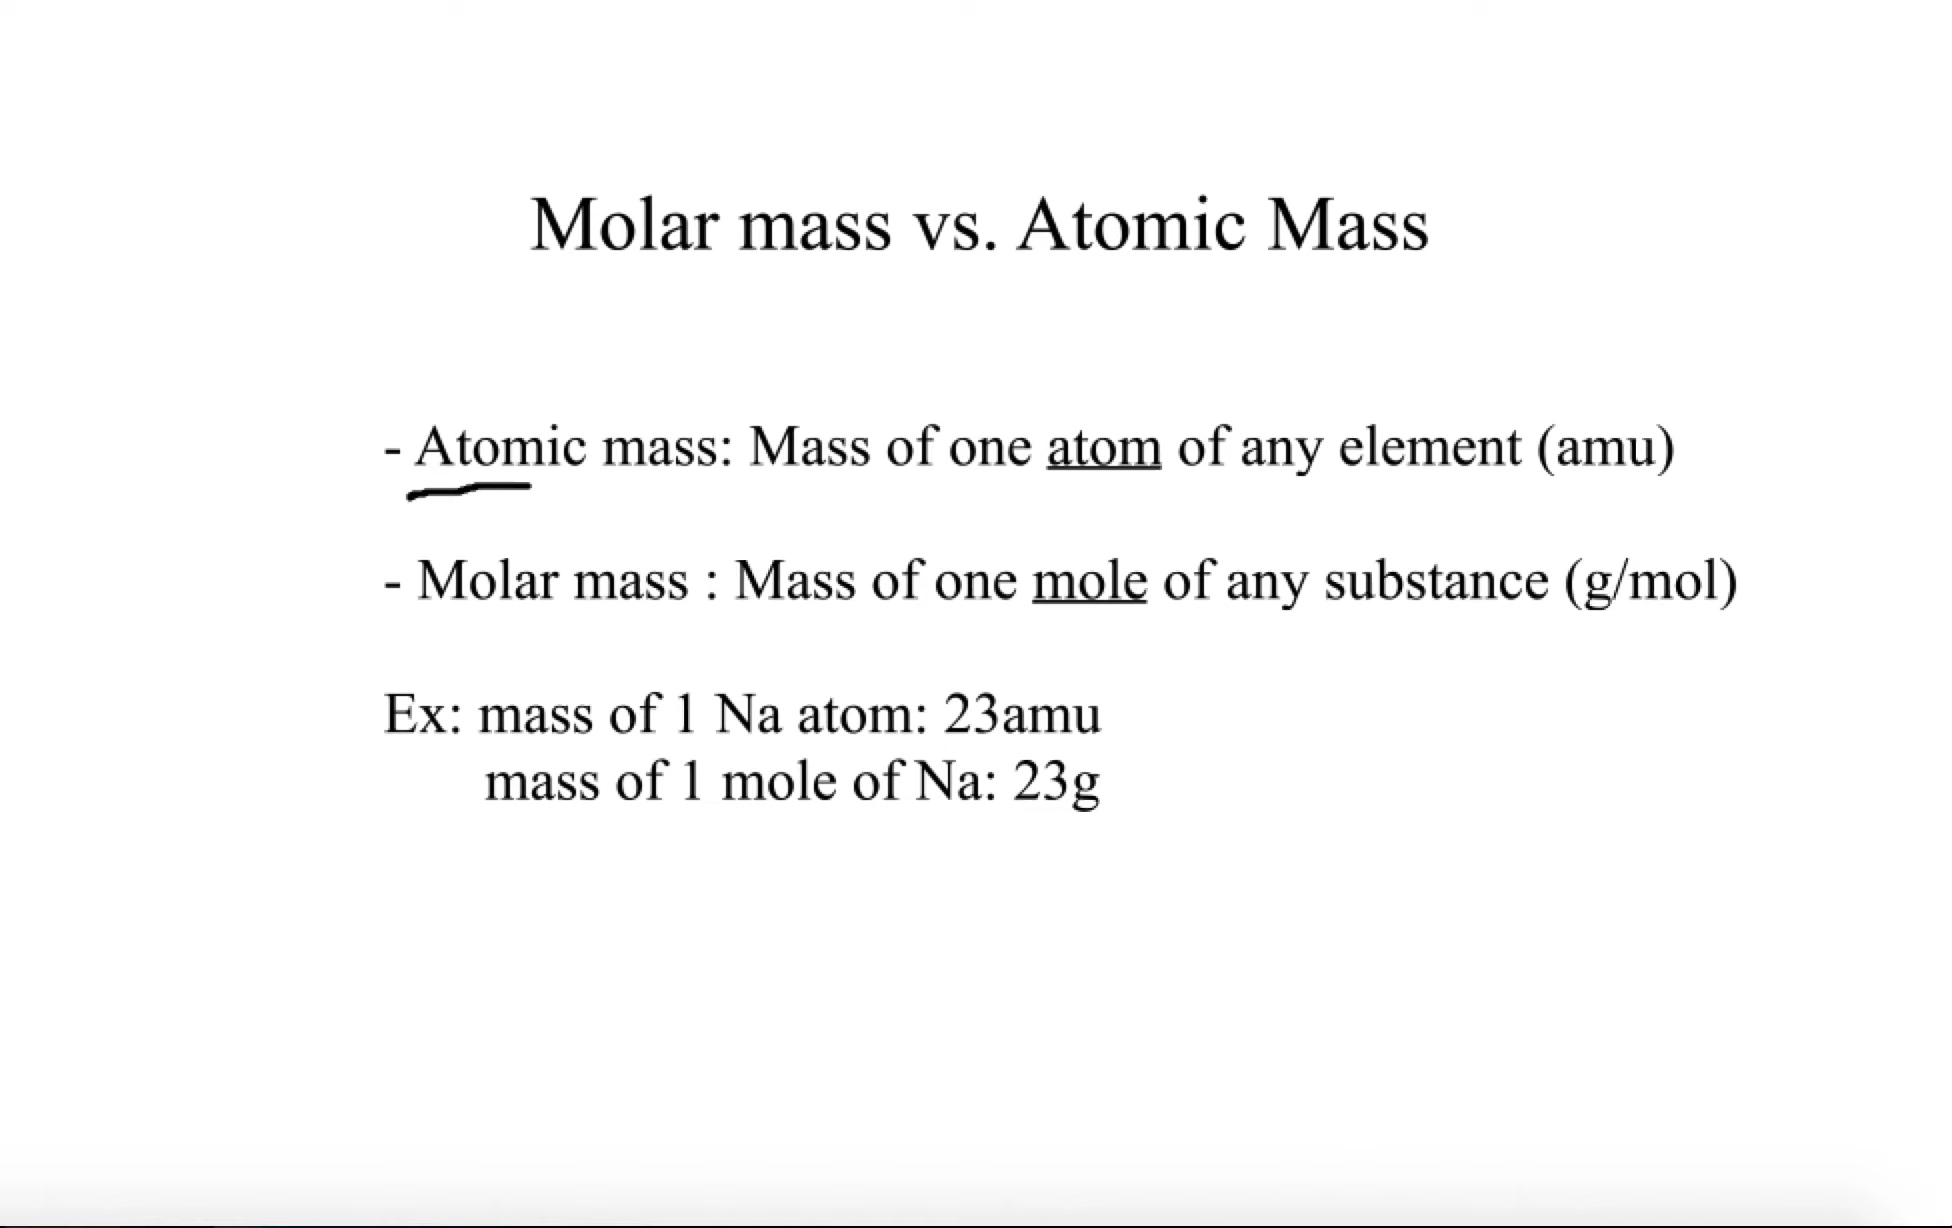 Molar mass vs. Atomic Mass
- Atomic mass: Mass of one atom of any element (amu)
- Molar mass : Mass of one mole of any substance (g/mol)
Ex: mass of 1 Na atom: 23amu
mass of 1 mole of Na: 23g